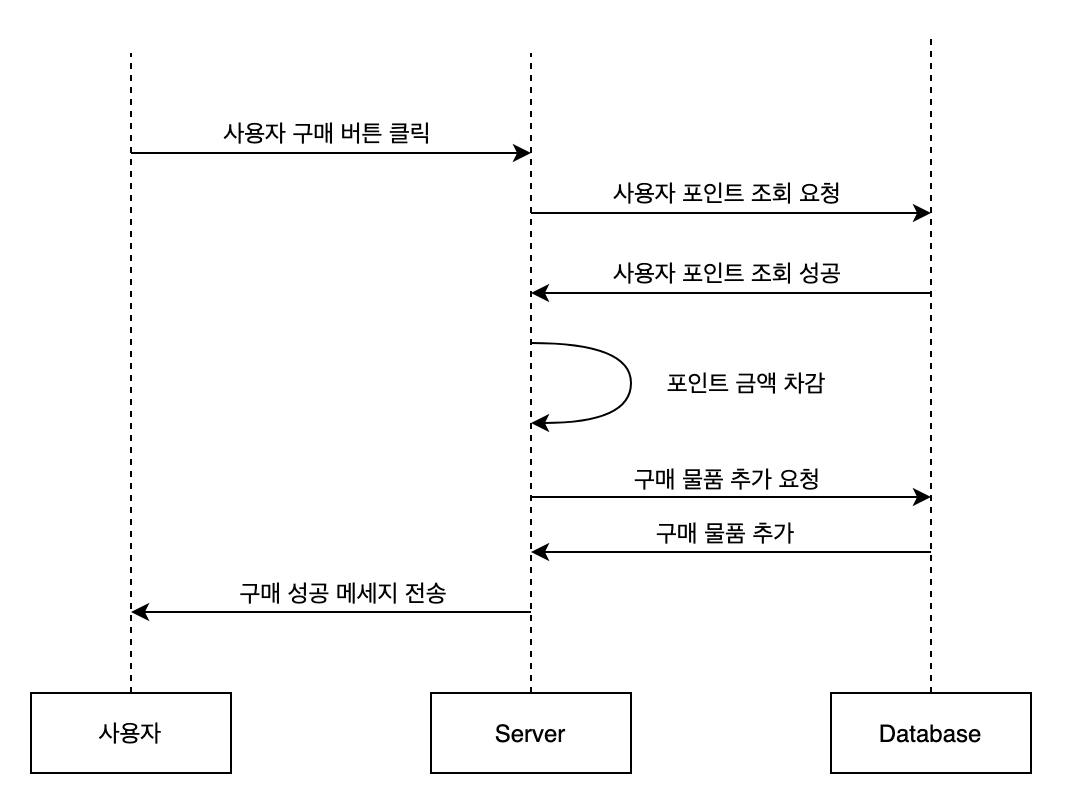 사용자 구매 버튼 클릭
사용자 포인트 조회 요청
사용자 포인트 조회 성공
포인트 금액 차감
구매 물품 추가 요청
구매 물품 추가
구매 성공 메세지 전송
사용자
Server
Database